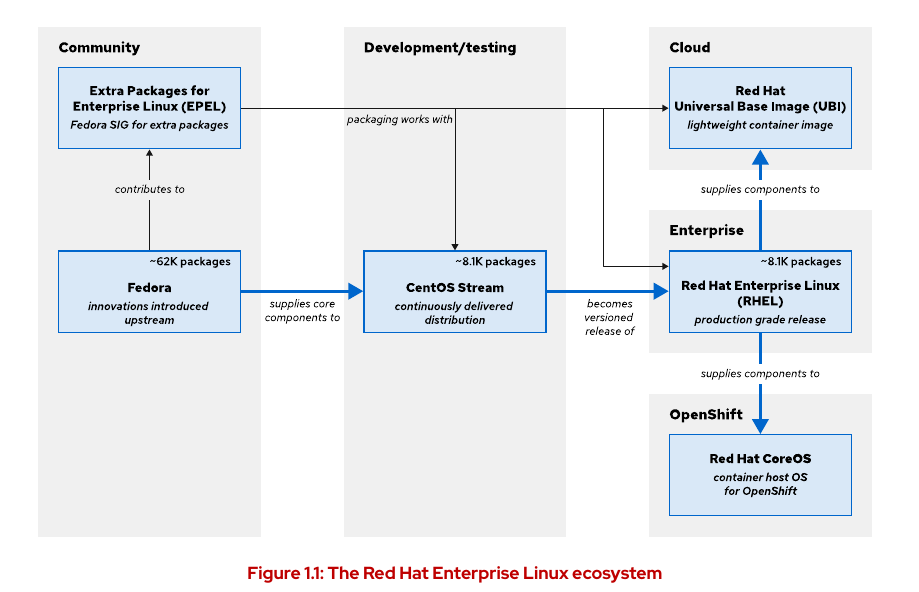 Community
Extra Packages for
Enterprise Linux (EPEL)
Fedora SIG for extra packages
contributes to
~62K packages
Fedora
innovations introduced
upstream
supplies core
components to
Development/testing
packaging works with
~8.1K packages
CentOS Stream
continuously delivered
distribution
becomes
versioned
release of
Cloud
Red Hat
Universal Base Image (UBI)
lightweight container image
supplies components to
Enterprise
~8.1K packages
Red Hat Enterprise Linux
(RHEL)
production grade release
supplies components to
OpenShift
Red Hat CoreOS
container host OS
for OpenShift
Figure 1.1: The Red Hat Enterprise Linux ecosystem